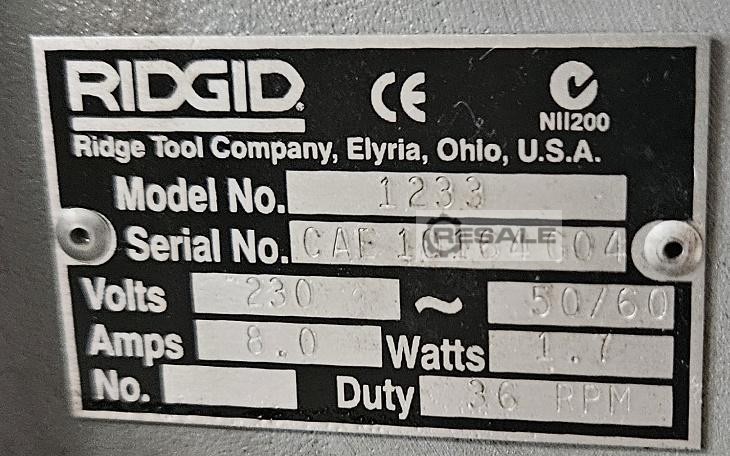 RIDGID
CE
N11200
Ridge Tool Company, Elyria, Ohio, U.S.A.
Model No. 1233
Serial No.
RESALE
Volts 230 ~ 50/60
Amps 8.0 Watts 1.7
No. Duty 36 RPM